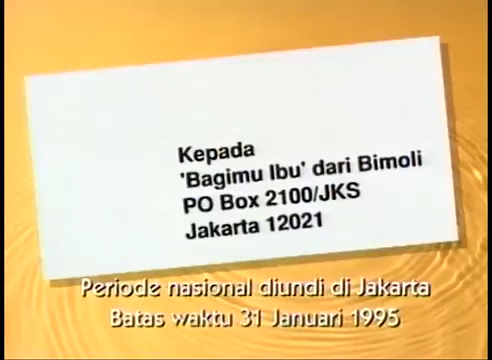 Kepada
'Bagimu Ibu' dari Bimoli
PO Box 2100/JKS
Jakarta 12021
Periode nasional diundi di Jakarta
Batas waktu 31 Januari 1995